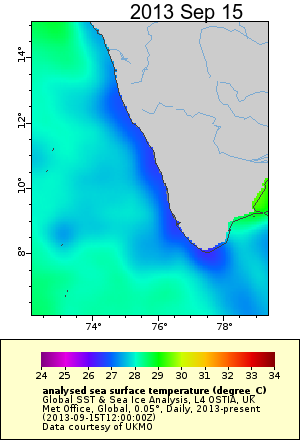 2013 Sep 15
14°
12°
10°
8°
74°
76°
78°
24 25 26 27 28 29 30 31 32 33 34
analysed sea surface temperature (degree_C)
Global SST & Sea Ice Analysis, L4 OSTIA, UK
Met Office, Global, 0.05°, Daily, 2013-present
(2013-09-15T12:00:00Z)
Data courtesy of UKMO